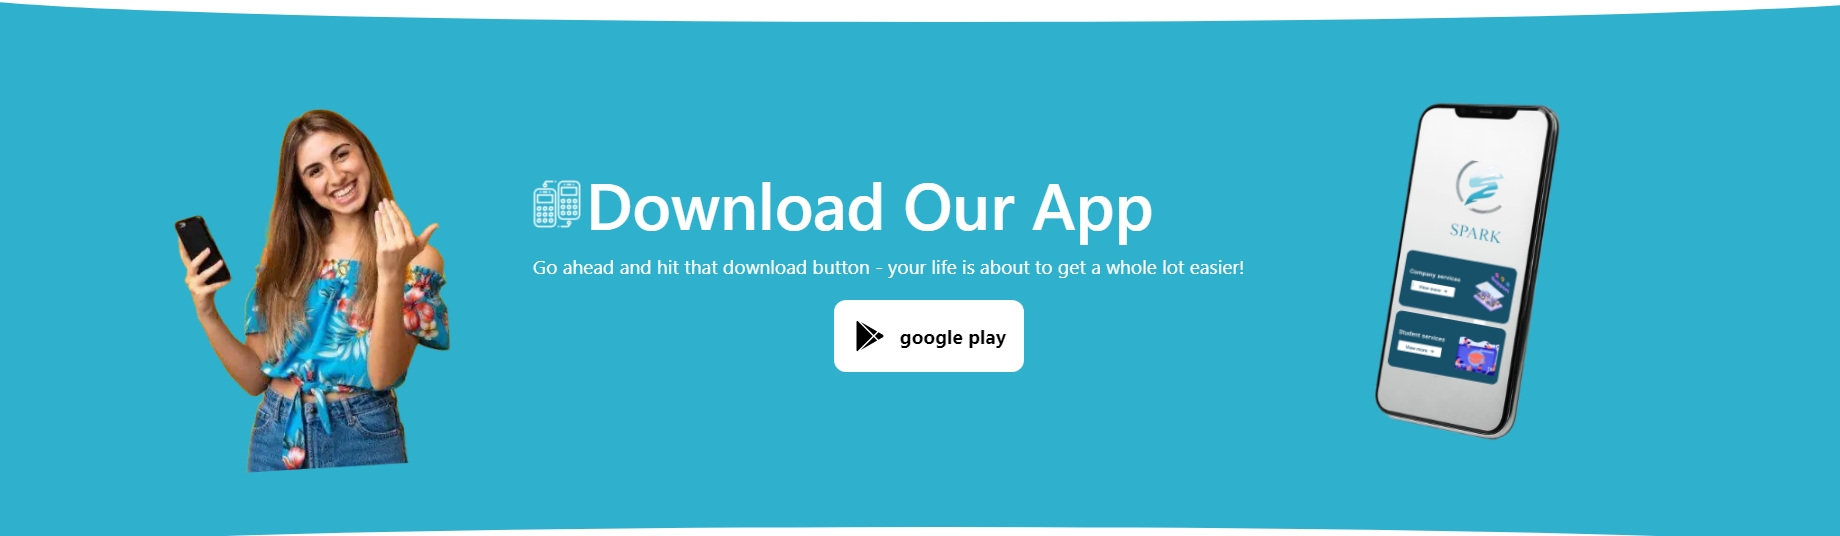 Download Our App
Go ahead and hit that download button - your life is about to get a whole lot easier!
google play
SPARK
Company services
View more
Student services
View more